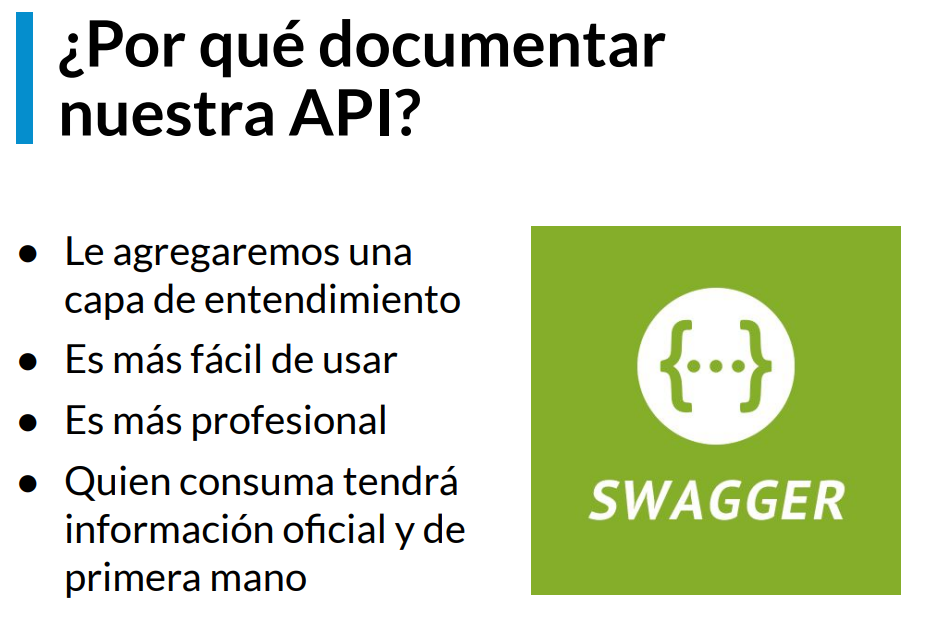 ¿Por qué documentar
nuestra API?
● Le agregaremos una
capa de entendimiento
● Es más fácil de usar
● Es más profesional
● Quien consuma tendrá
información oficial y de
primera mano
{...}
SWAGGER